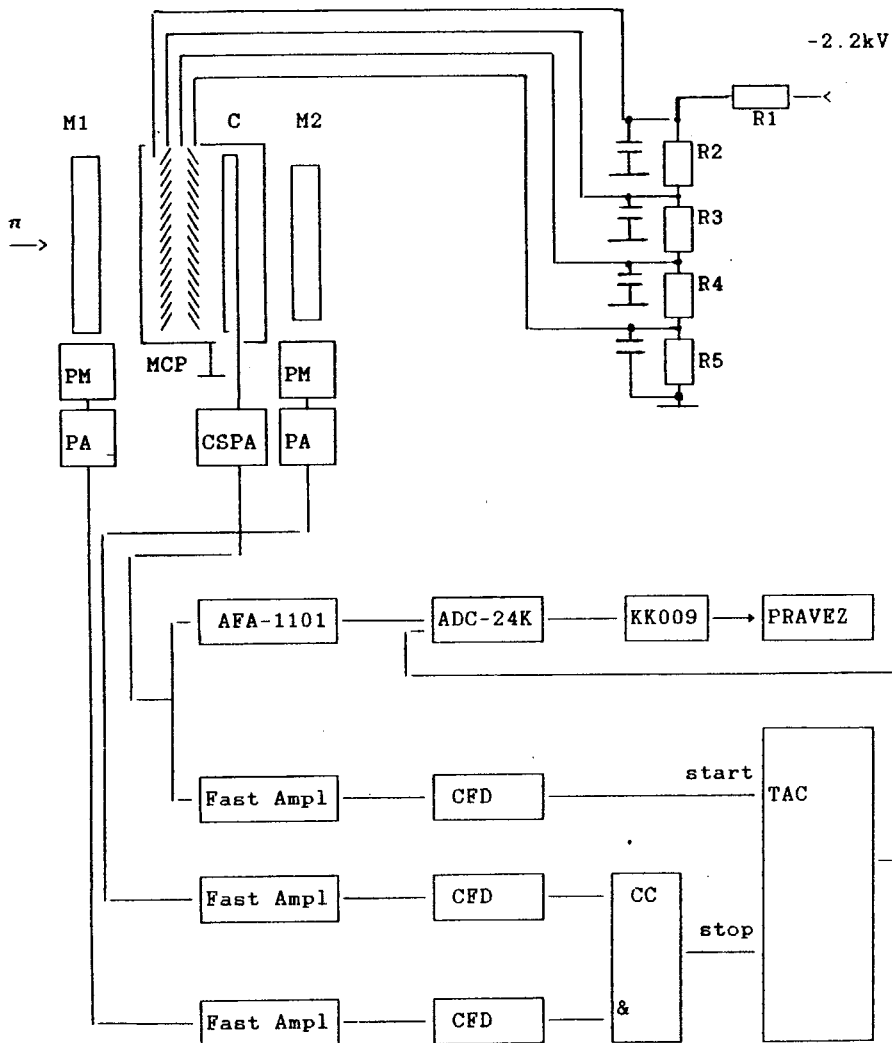 -2.2kV
R1
M1
C
M2
R2
π
R3
R4
MCP
R5
PM
PM
PA
CSPA
PA
AFA-1101
ADC-24K
KK009
PRAVEZ
start
Fast Ampl
CFD
TAC
Fast Ampl
CFD
CC
stop
&
Fast Ampl
CFD